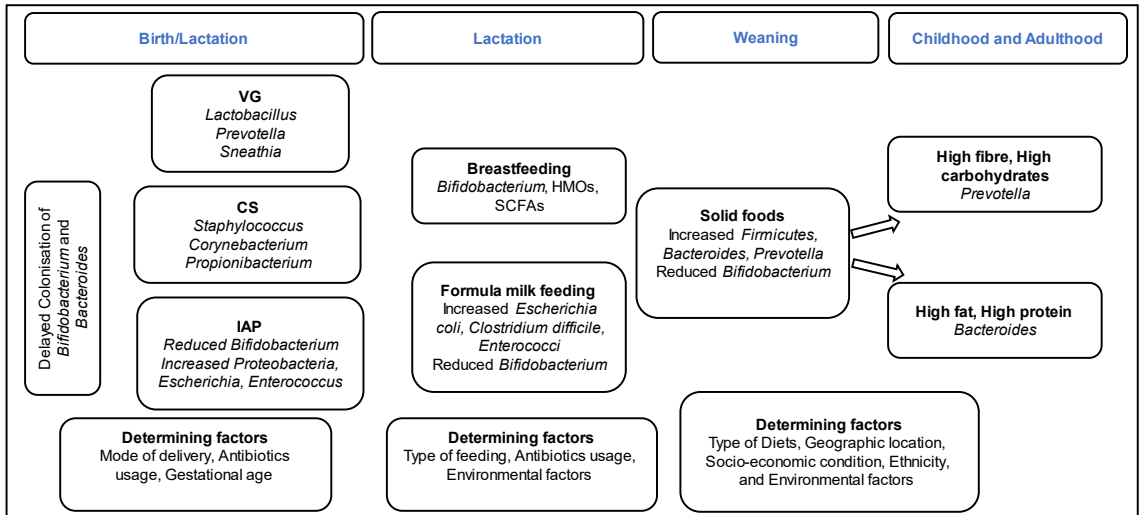 Birth/Lactation
Lactation
Weaning
Childhood and Adulthood
Delayed Colonisation of
Bifidobacterium and
Bacteroides
VG
Lactobacillus
Prevotella
Sneathia
CS
Staphylococcus
Corynebacterium
Propionibacterium
IAP
Reduced Bifidobacterium
Increased Proteobacteria,
Escherichia, Enterococcus
Determining factors
Mode of delivery, Antibiotics
usage, Gestational age
Breastfeeding
Bifidobacterium, HMOs,
SCFAs
Formula milk feeding
Increased Escherichia
coli, Clostridium difficile,
Enterococci
Reduced Bifidobacterium
Determining factors
Type of feeding, Antibiotics usage,
Environmental factors
Solid foods
Increased Firmicutes,
Bacteroides, Prevotella
Reduced Bifidobacterium
Determining factors
Type of Diets, Geographic location,
Socio-economic condition, Ethnicity,
and Environmental factors
High fibre, High
carbohydrates
Prevotella
High fat, High protein
Bacteroides